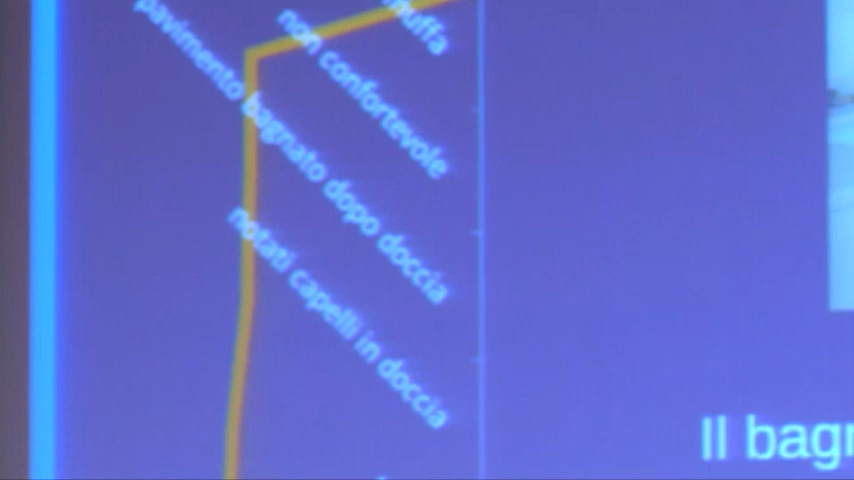 muffa
non confortevole
pavimento bagnato dopo doccia
notati capelli in doccia
Il bagn